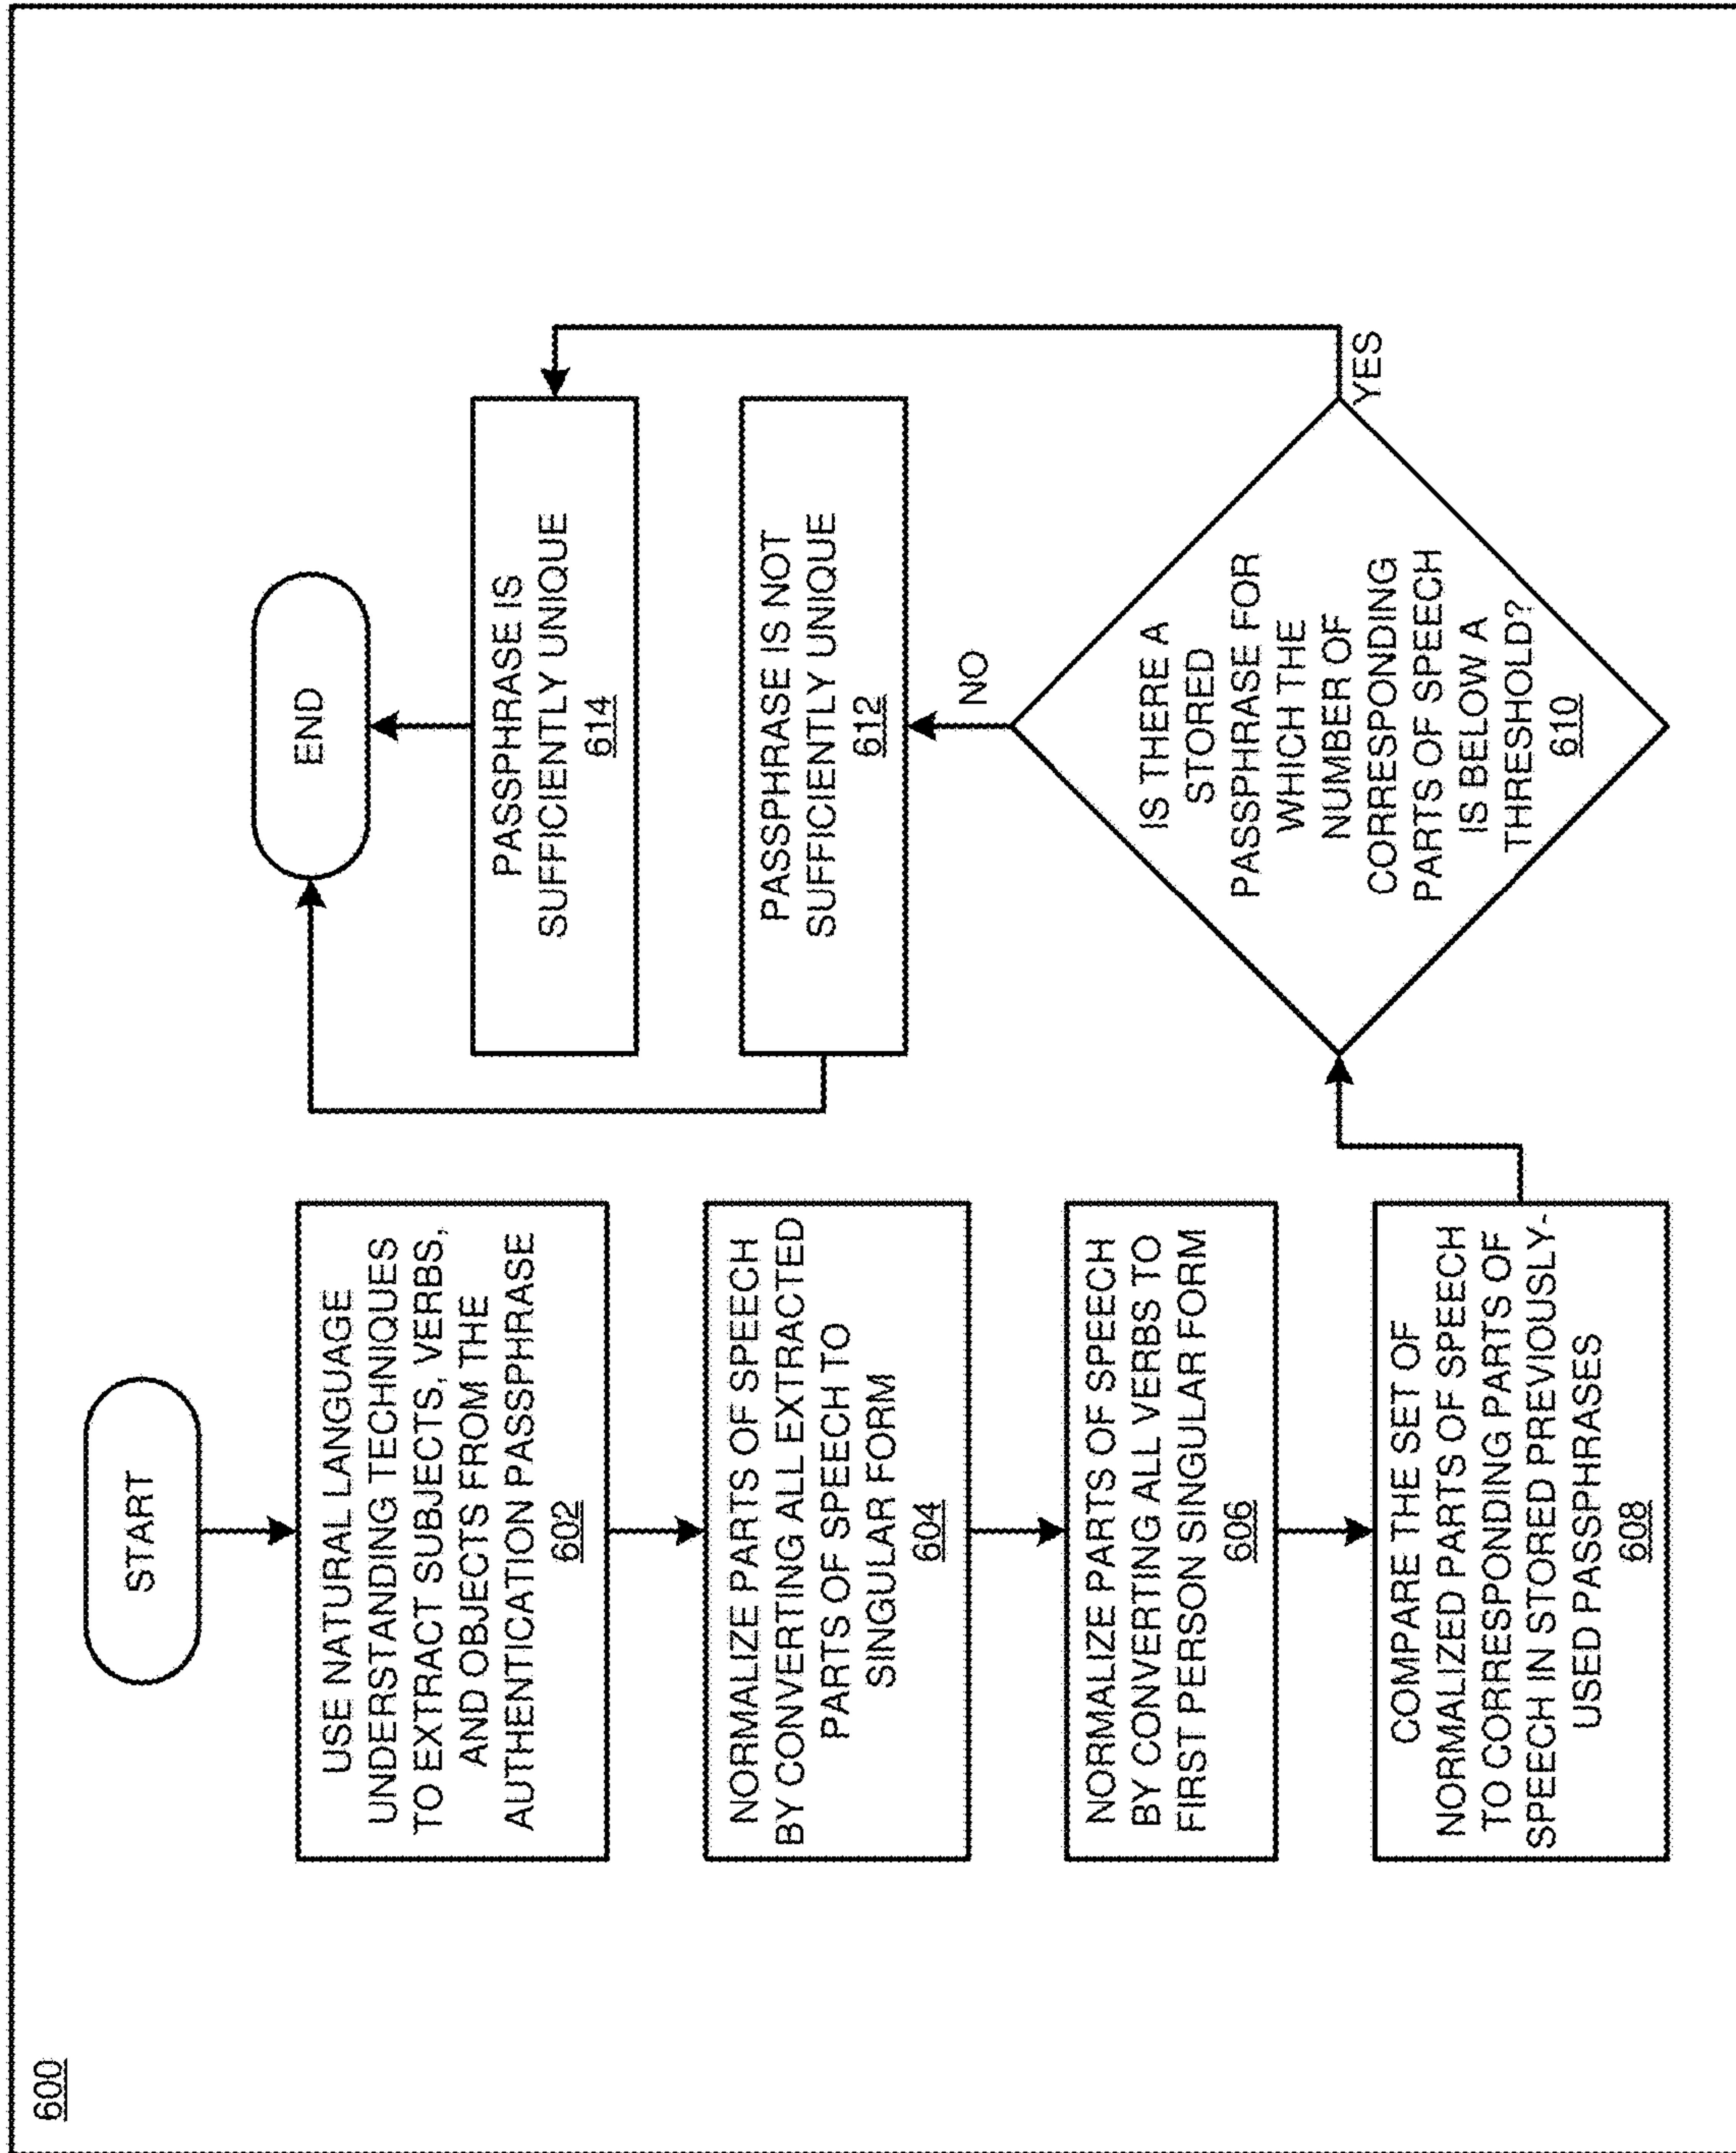 600
START
USE NATURAL LANGUAGE
UNDERSTANDING TECHNIQUES
TO EXTRACT SUBJECTS, VERBS,
AND OBJECTS FROM THE
AUTHENTICATION PASSPHRASE
602
NORMALIZE PARTS OF SPEECH
BY CONVERTING ALL EXTRACTED
PARTS OF SPEECH TO
SINGULAR FORM
604
NORMALIZE PARTS OF SPEECH
BY CONVERTING ALL VERBS TO
FIRST PERSON SINGULAR FORM
606
COMPARE THE SET OF
NORMALIZED PARTS OF SPEECH
TO CORRESPONDING PARTS OF
SPEECH IN STORED PREVIOUSLY-
USED PASSPHRASES
608
END
PASSPHRASE IS
SUFFICIENTLY UNIQUE
614
PASSPHRASE IS NOT
SUFFICIENTLY UNIQUE
612
NO
IS THERE A
STORED
PASSPHRASE FOR
WHICH THE
NUMBER OF
CORRESPONDING
PARTS OF SPEECH
IS BELOW A
THRESHOLD?
610
YES